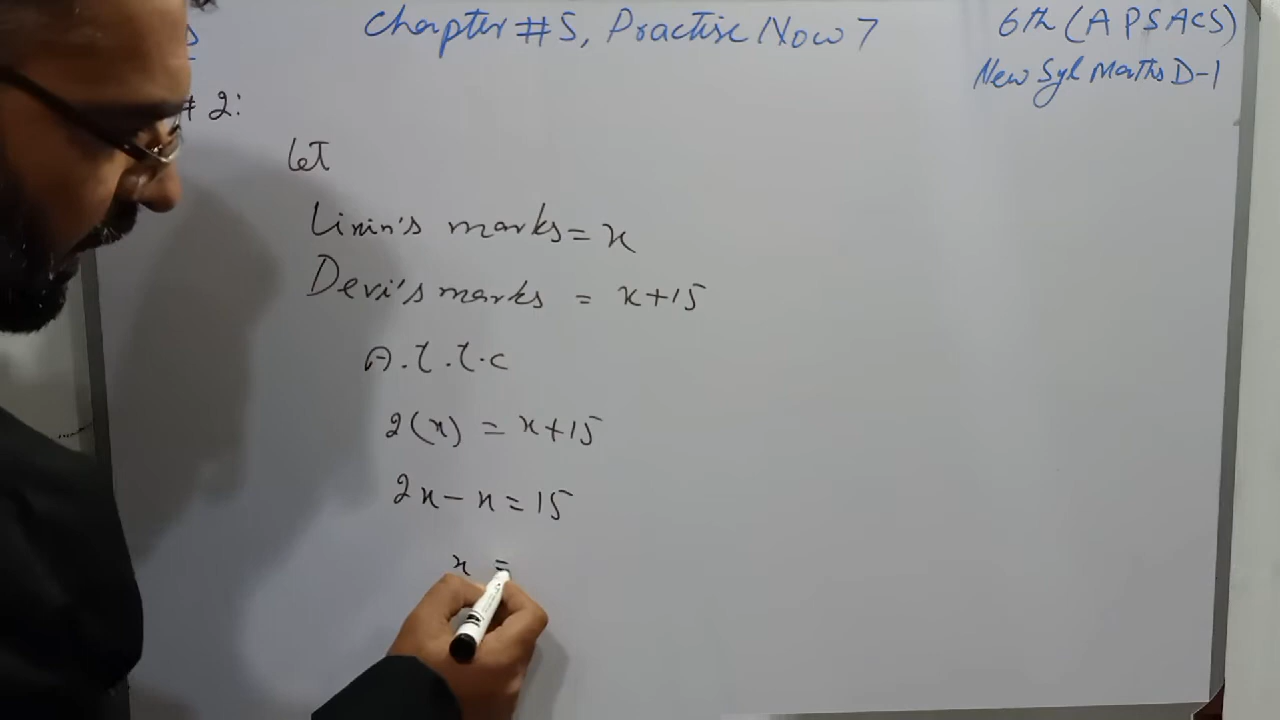 Chapter #5, Practise Now 7
6th (APSACS)
New Syl Maths D-1
# 2:
Let
Lixin's marks = x
Devi's marks = x+15
A.T.T.C
2(x) = x+15
2x - x = 15
x =